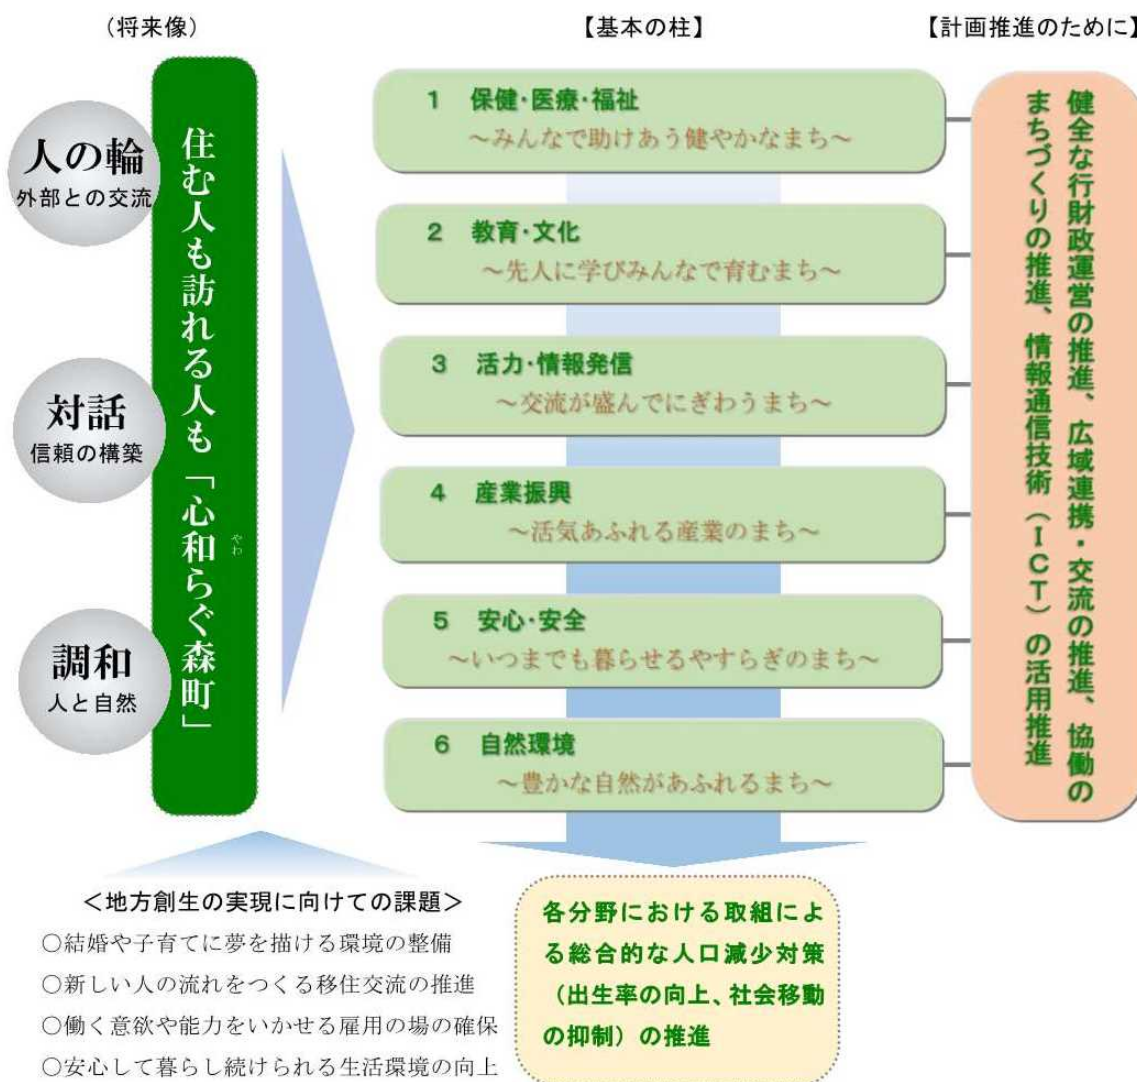 (将来像)
【基本の柱】
【計画推進のために】
人の輪
外部との交流
対話
信頼の構築
調和
人と自然
住む人も訪れる人も「心和らぐ森町」
やわ
1 保健・医療・福祉
～みんなで助けあう健やかなまち～
2 教育・文化
～先人に学びみんなで育むまち～
3 活力・情報発信
～交流が盛んでにぎわうまち～
4 産業振興
～活気あふれる産業のまち～
5 安心・安全
～いつまでも暮らせるやすらぎのまち～
6 自然環境
～豊かな自然があふれるまち～
健全な行財政運営の推進、広域連携・交流の推進、協働の
まちづくりの推進、情報通信技術（ＩＣＴ）の活用推進
＜地方創生の実現に向けての課題＞
○結婚や子育てに夢を描ける環境の整備
○新しい人の流れをつくる移住交流の推進
○働く意欲や能力をいかせる雇用の場の確保
○安心して暮らし続けられる生活環境の向上
各分野における取組によ
る総合的な人口減少対策
（出生率の向上、社会移動
の抑制）の推進